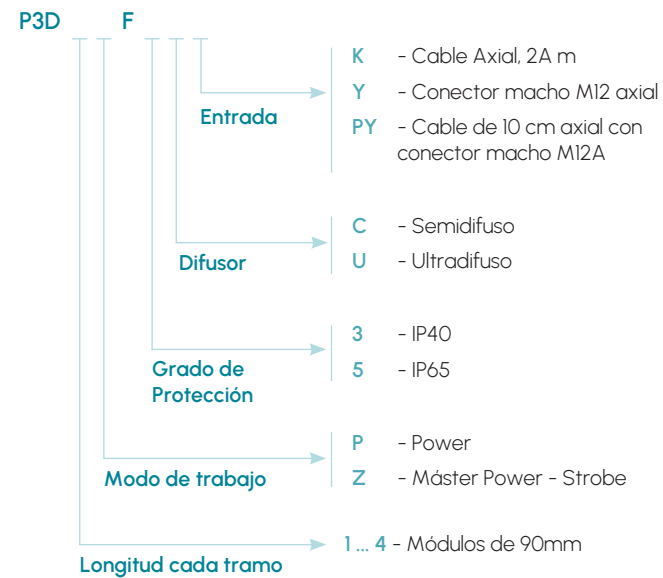 P3D F
K - Cable Axial, 2A m
Y - Conector macho M12 axial
Entrada
PY - Cable de 10 cm axial con
conector macho M12A
C - Semidifuso
Difusor
U - Ultradifuso
3 - IP40
Grado de
Protección
5 - IP65
P - Power
Modo de trabajo
Z - Máster Power - Strobe
1 ... 4 - Módulos de 90mm
Longitud cada tramo